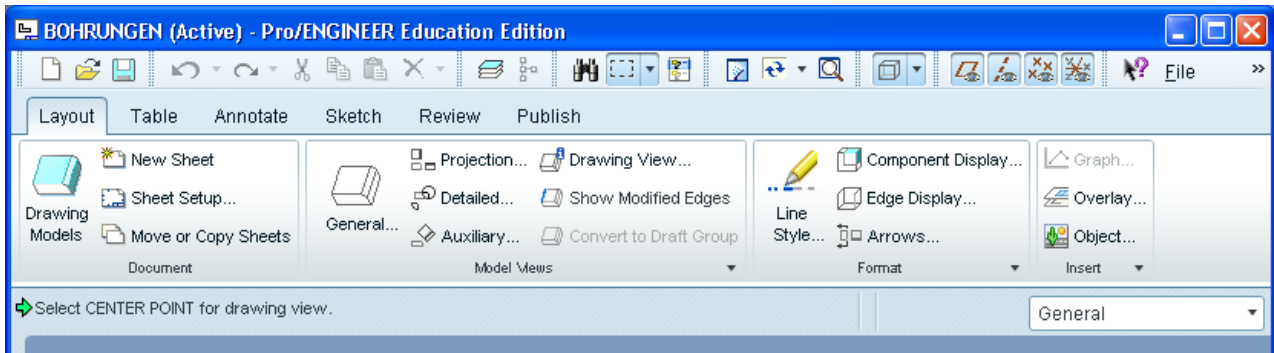 BOHRUNGEN (Active) - Pro/ENGINEER Education Edition
File »
Layout Table Annotate Sketch Review Publish
Drawing Models
New Sheet
Sheet Setup...
Move or Copy Sheets
Document
General...
Projection... Drawing View...
Detailed... Show Modified Edges
Auxiliary... Convert to Draft Group
Model Views
Line Style...
Component Display...
Edge Display...
Arrows...
Format
Graph...
Overlay...
Object...
Insert
Select CENTER POINT for drawing view.
General